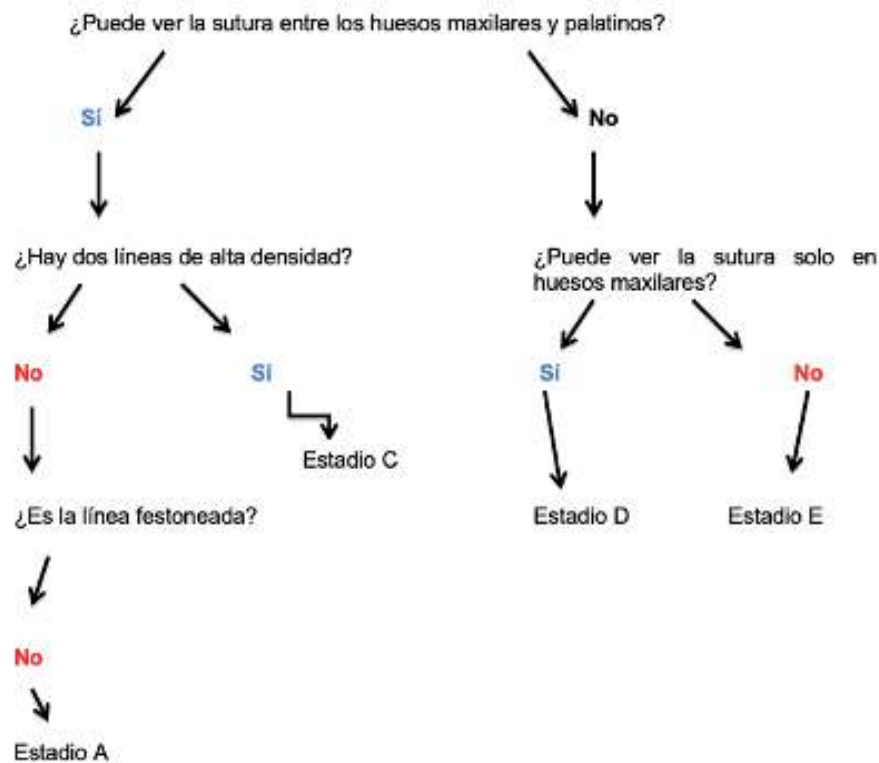 ¿Puede ver la sutura entre los huesos maxilares y palatinos?
Sí
No
¿Hay dos líneas de alta densidad?
¿Puede ver la sutura solo en
huesos maxilares?
No
Sí
Sí
No
Estadio C
¿Es la línea festoneada?
Estadio D
Estadio E
No
Estadio A